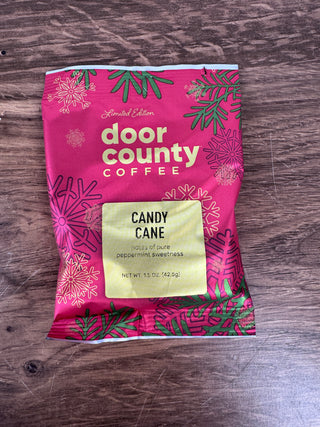 Limited Edition
door
county
COFFEE
CANDY
CANE
notes of pure
peppermint sweetness
NET WT. 1.5 OZ. (42.5g)